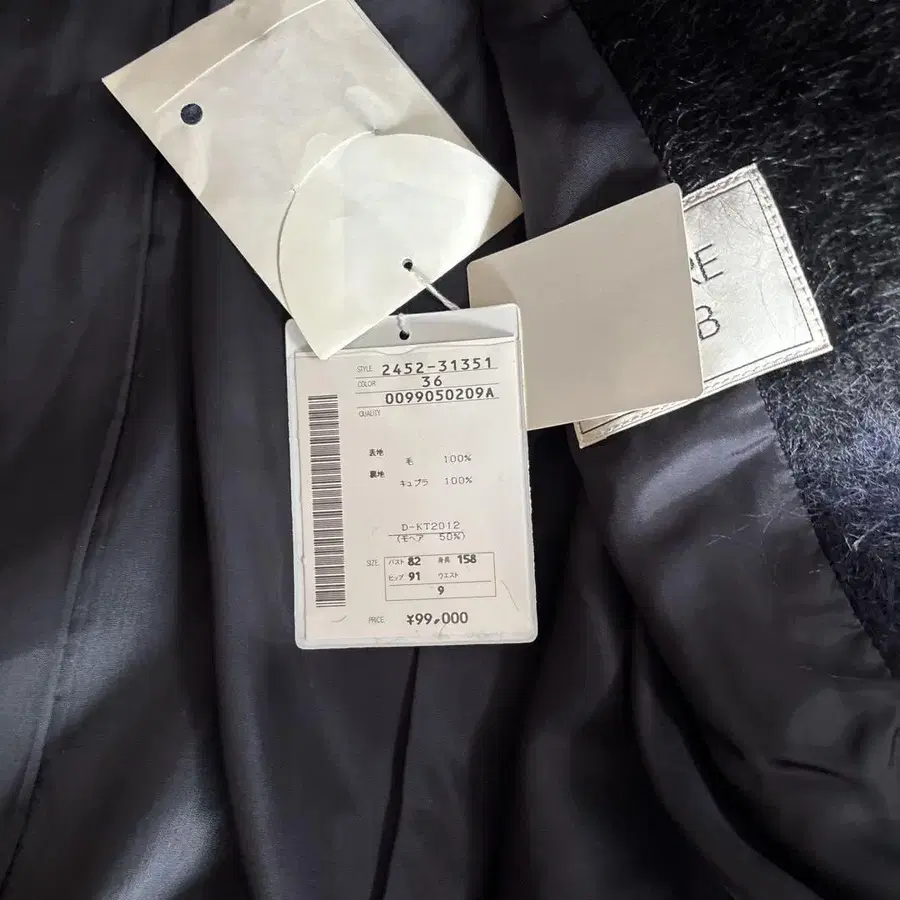 STYLE 2452-31351
COLOR 36
0099050209A
QUALITY
表地 毛 100%
裏地 キュプラ 100%
D-KT2012
(モヘア 50%)
SIZE バスト 82 身長 158
ヒップ 91 ウエスト
9
PRICE ¥99,000
RE
B